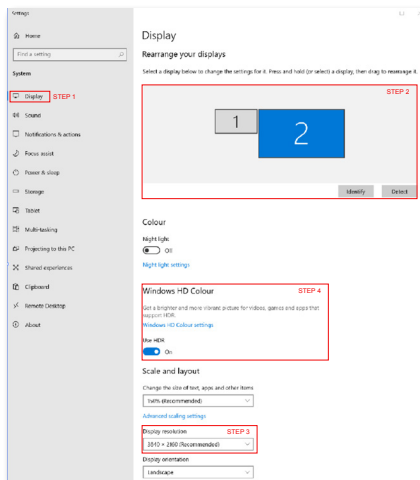 Settings
Home
Find a setting
System
Display
STEP 1
Sound
Notifications & actions
Focus assist
Power & sleep
Storage
Tablet
Multi-tasking
Projecting to this PC
Shared experiences
Clipboard
Remote Desktop
About
Display
Rearrange your displays
Select a display below to change the settings for it. Press and hold (or select) a display, then drag to rearrange it.
STEP 2
1
2
Identify
Detect
Colour
Night light
Off
Night light settings
Windows HD Colour
STEP 4
Get a brighter and more vibrant picture for videos, games and apps that
support HDR.
Windows HD Colour settings
Use HDR
On
Scale and layout
Change the size of text, apps and other items
(Recommended)
Advanced scaling settings
Display resolution
STEP 3
3840 × 2160 (Recommended)
Display orientation
Landscape